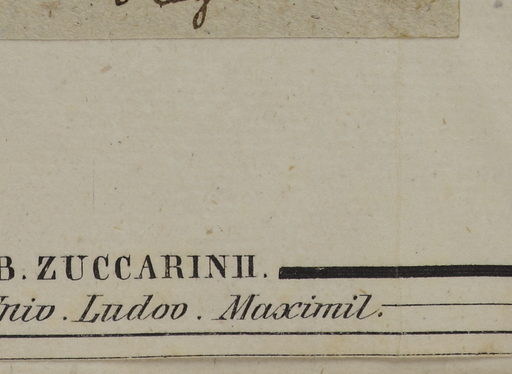 B. ZUCCARINII.
Univ. Ludov. Maximil.